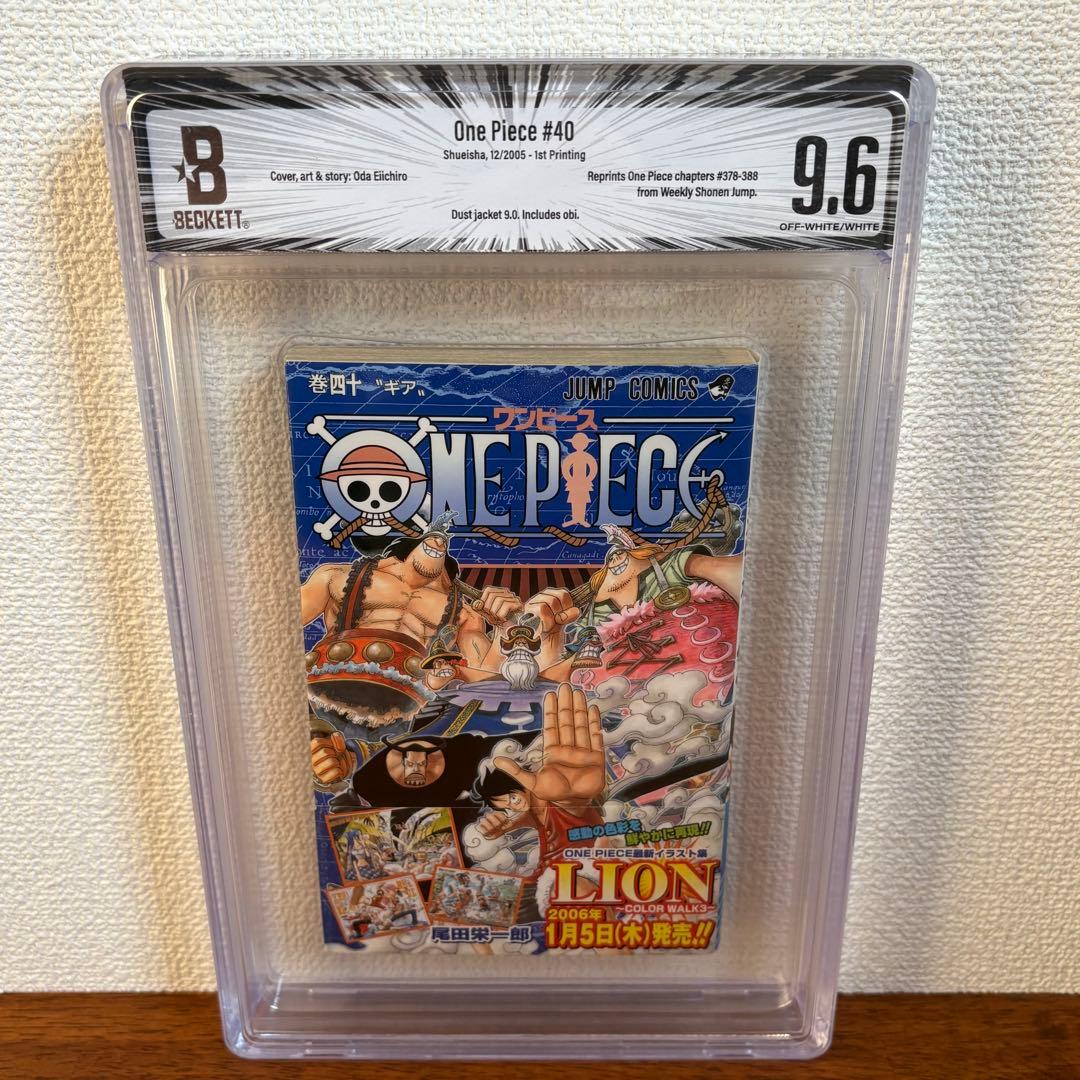 One Piece #40
Shueisha, 12/2005 - 1st Printing
Cover, art & story: Oda Eiichiro
Reprints One Piece chapters #378-388
from Weekly Shonen Jump.
Dust jacket 9.0. Includes obi.
B
BECKETT®
9.6
OFF-WHITE/WHITE
巻四十 〝ギア〟
JUMP COMICS
ワンピース
ONE PIECE
Canagadi
感動の色彩を
鮮やかに再現!!
ONE PIECE最新イラスト集
LION
~COLOR WALK3~
2006年
1月5日(木)発売!!
尾田栄一郎